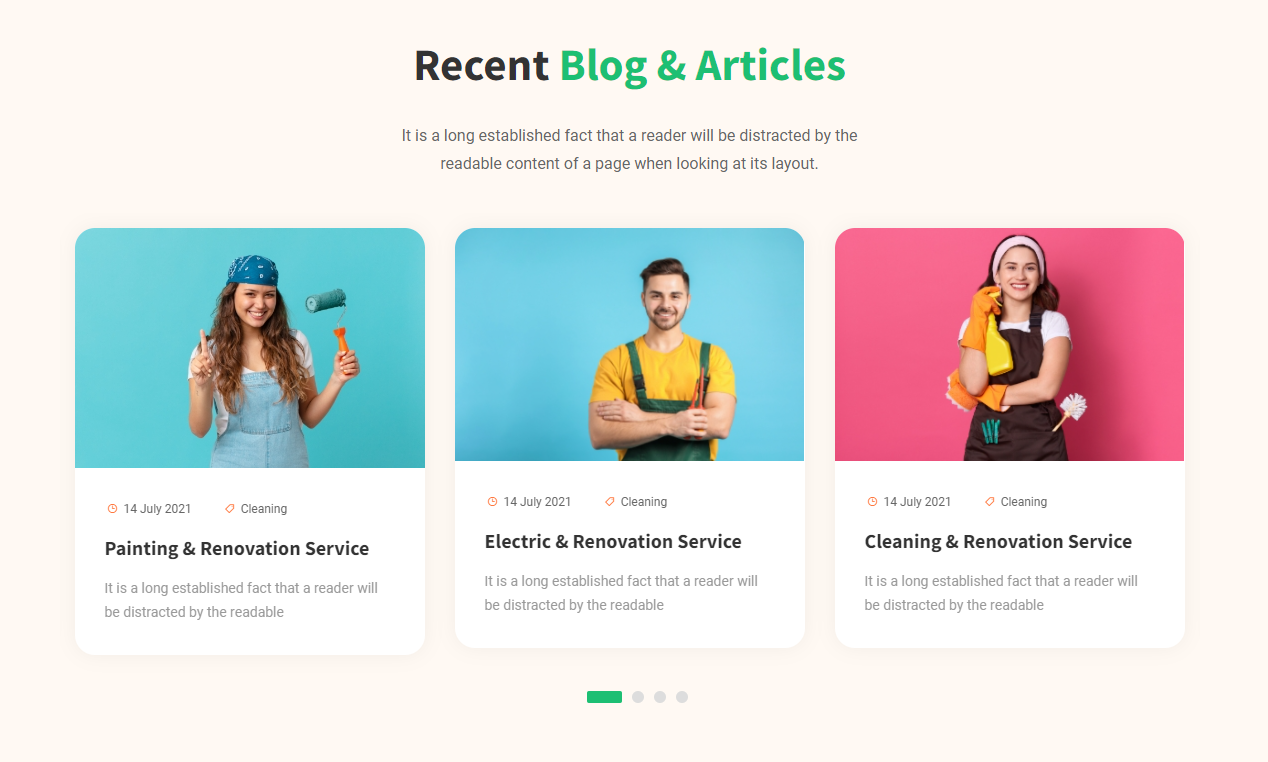 Recent Blog & Articles
It is a long established fact that a reader will be distracted by the
readable content of a page when looking at its layout.
14 July 2021 Cleaning
Painting & Renovation Service
It is a long established fact that a reader will
be distracted by the readable
14 July 2021 Cleaning
Electric & Renovation Service
It is a long established fact that a reader will
be distracted by the readable
14 July 2021 Cleaning
Cleaning & Renovation Service
It is a long established fact that a reader will
be distracted by the readable